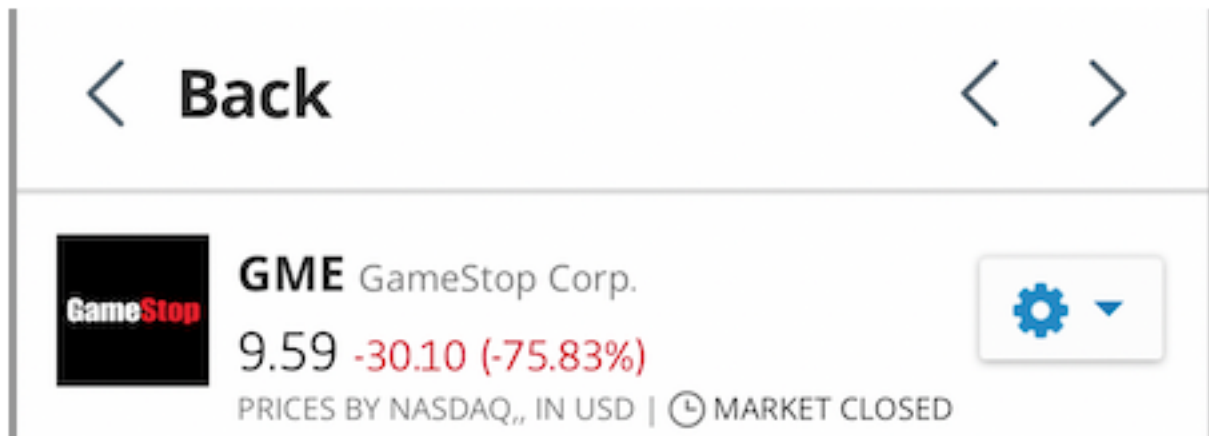 Back
GameStop
GME GameStop Corp.
9.59 -30.10 (-75.83%)
PRICES BY NASDAQ,, IN USD | MARKET CLOSED